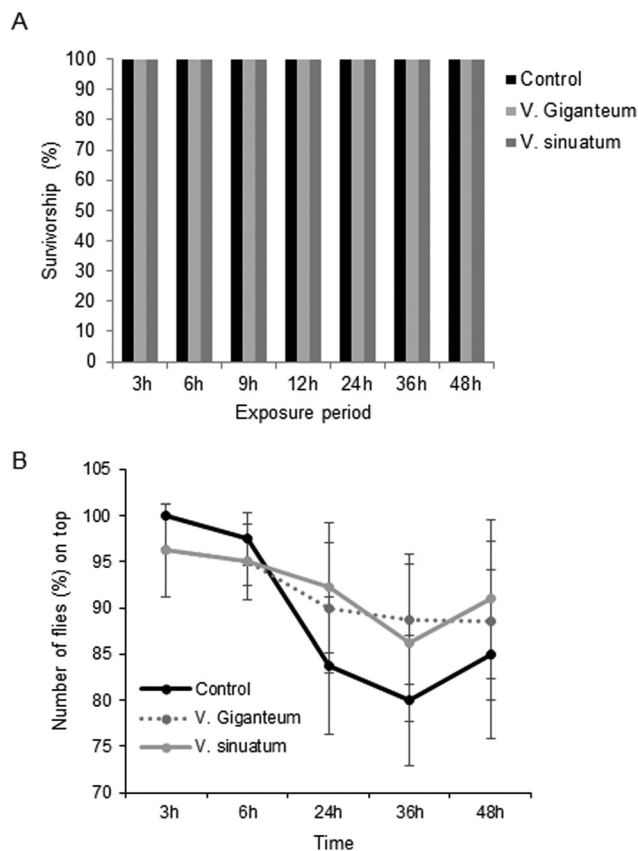 A
Survivorship (%)
100
90
80
70
60
50
40
30
20
10
0
3h 6h 9h 12h 24h 36h 48h
Exposure period
Control
V. Giganteum
V. sinuatum
B
Number of flies (%) on top
105
100
95
90
85
80
75
70
Control
V. Giganteum
V. sinuatum
3h 6h 24h 36h 48h
Time